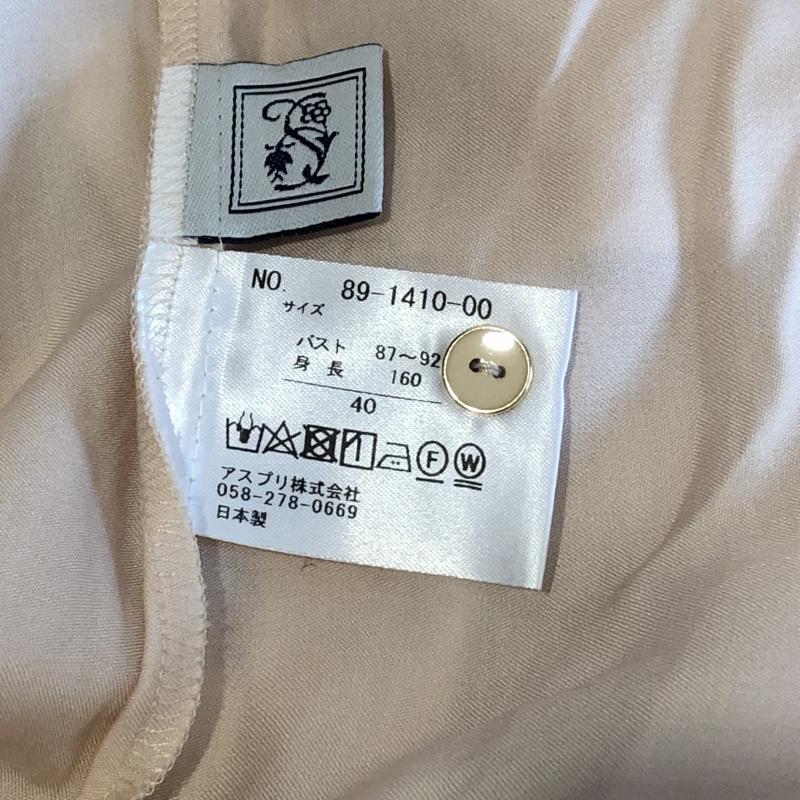 NO. 89-1410-00
サイズ
バスト 87～92
身長 160
40
F W
アスプリ株式会社
058-278-0669
日本製